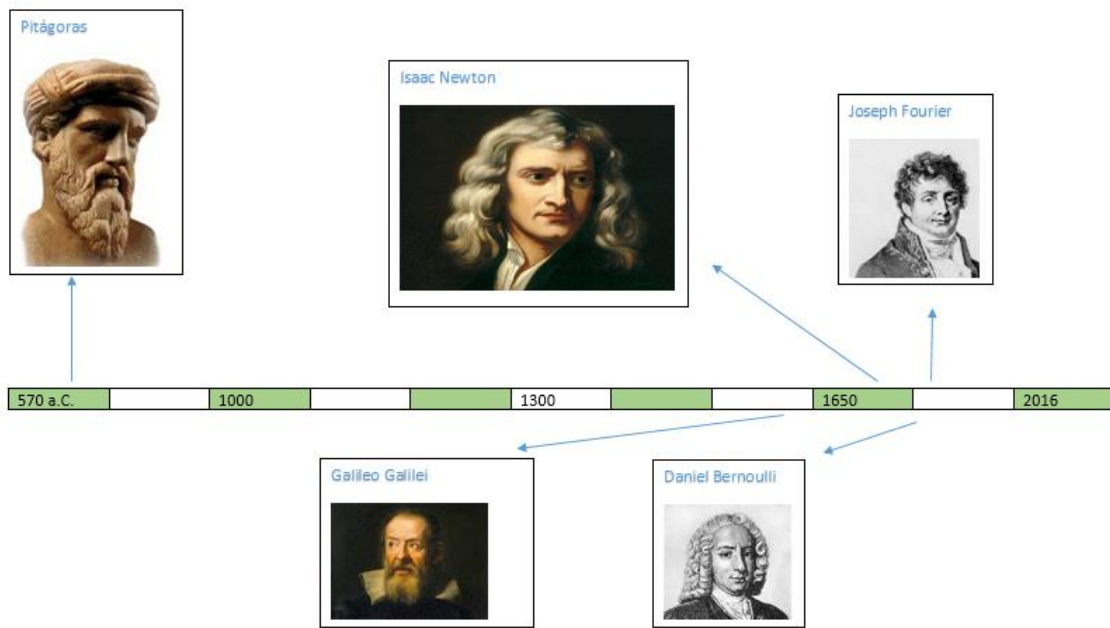 Pitágoras
Isaac Newton
Joseph Fourier
570 a.C. 1000 1300 1650 2016
Galileo Galilei
Daniel Bernoulli